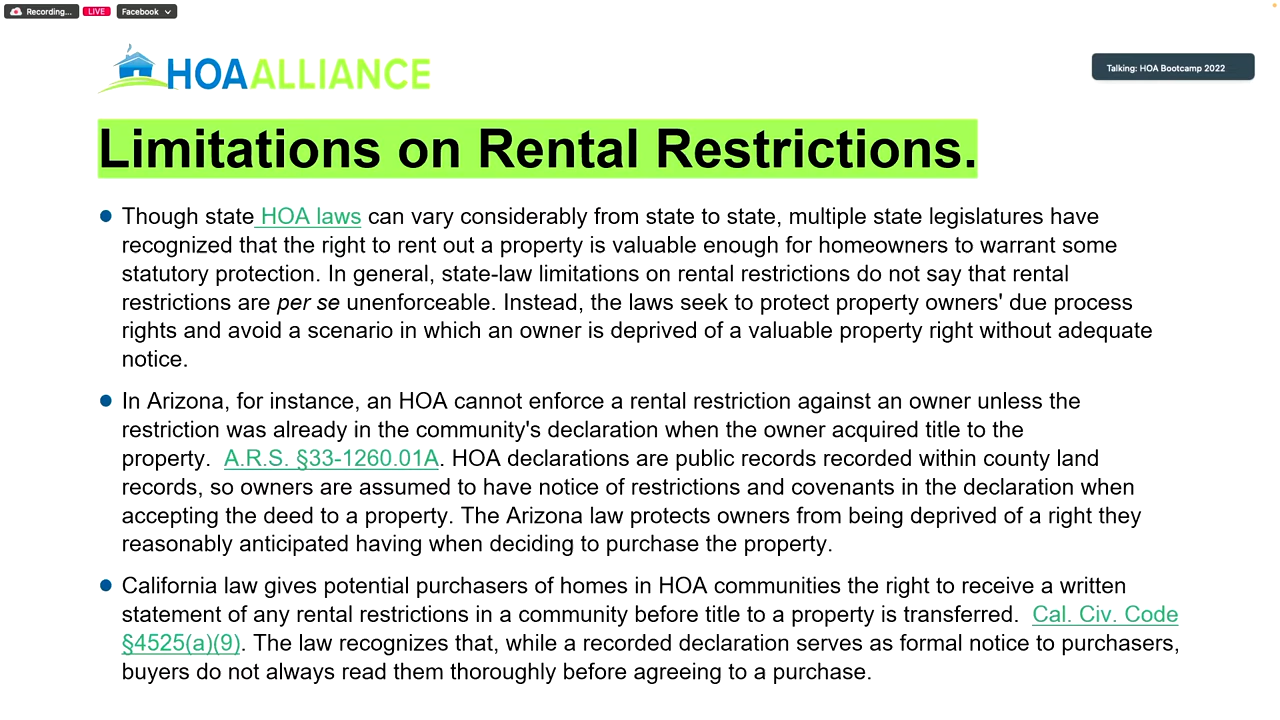 Recording...
LIVE
Facebook
HOAALLIANCE
Talking: HOA Bootcamp 2022
Limitations on Rental Restrictions.
Though state HOA laws can vary considerably from state to state, multiple state legislatures have
recognized that the right to rent out a property is valuable enough for homeowners to warrant some
statutory protection. In general, state-law limitations on rental restrictions do not say that rental
restrictions are per se unenforceable. Instead, the laws seek to protect property owners' due process
rights and avoid a scenario in which an owner is deprived of a valuable property right without adequate
notice.
In Arizona, for instance, an HOA cannot enforce a rental restriction against an owner unless the
restriction was already in the community's declaration when the owner acquired title to the
property. A.R.S. §33-1260.01A. HOA declarations are public records recorded within county land
records, so owners are assumed to have notice of restrictions and covenants in the declaration when
accepting the deed to a property. The Arizona law protects owners from being deprived of a right they
reasonably anticipated having when deciding to purchase the property.
California law gives potential purchasers of homes in HOA communities the right to receive a written
statement of any rental restrictions in a community before title to a property is transferred. Cal. Civ. Code
§4525(a)(9). The law recognizes that, while a recorded declaration serves as formal notice to purchasers,
buyers do not always read them thoroughly before agreeing to a purchase.